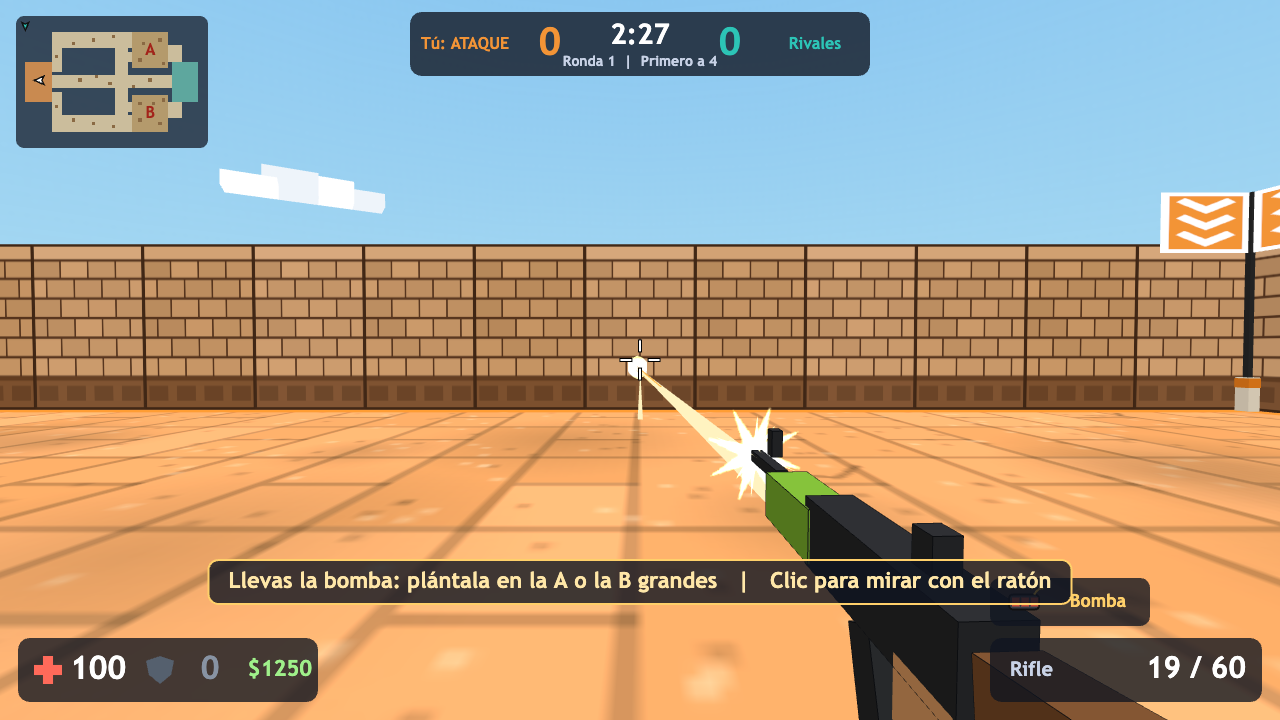 A
B
Tú: ATAQUE
0
2:27
0
Rivales
Ronda 1 | Primero a 4
Llevas la bomba: plántala en la A o la B grandes | Clic para mirar con el ratón
Bomba
100
0
$1250
Rifle
19 / 60